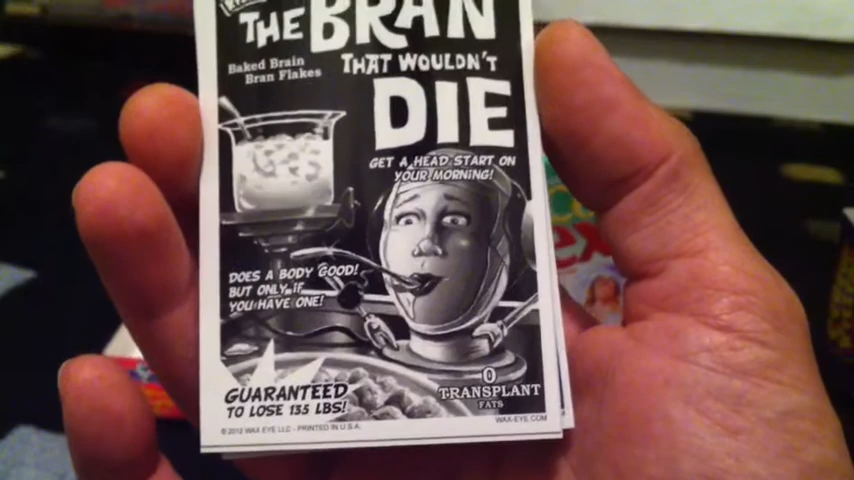 THE BRAN
Baked Brain
Bran Flakes
THAT WOULDN'T
DIE
GET A HEAD START ON
YOUR MORNING!
DOES A BODY GOOD!
BUT ONLY IF
YOU HAVE ONE!
GUARANTEED
TO LOSE 135 LBS!
0
TRANSPLANT
FATS
© 2012 WAX EYE LLC - PRINTED IN U.S.A.
WAX-EYE.COM